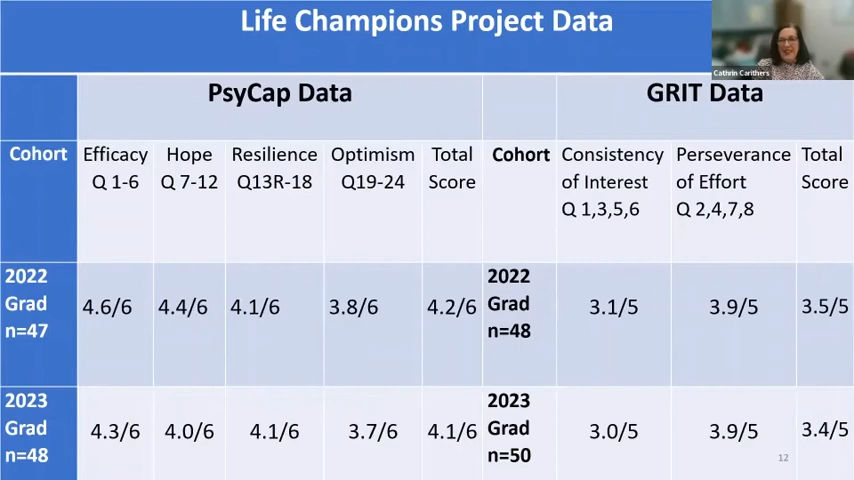 Life Champions Project Data
Cathrin Carithers
PsyCap Data
GRIT Data
Cohort
Efficacy
Q 1-6
Hope
Q 7-12
Resilience
Q13R-18
Optimism
Q19-24
Total
Score
Cohort
Consistency
of Interest
Q 1,3,5,6
Perseverance
of Effort
Q 2,4,7,8
Total
Score
2022
Grad
n=47
4.6/6
4.4/6
4.1/6
3.8/6
4.2/6
2022
Grad
n=48
3.1/5
3.9/5
3.5/5
2023
Grad
n=48
4.3/6
4.0/6
4.1/6
3.7/6
4.1/6
2023
Grad
n=50
3.0/5
3.9/5
3.4/5
12